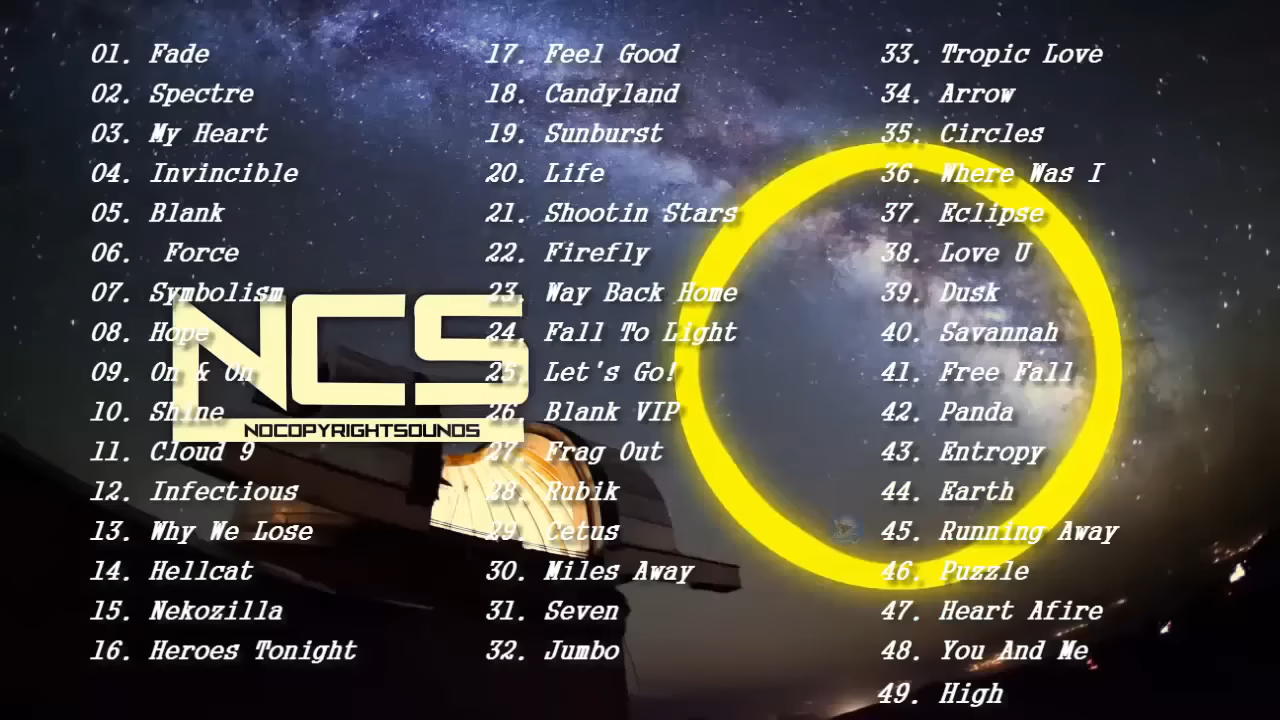 01. Fade
02. Spectre
03. My Heart
04. Invincible
05. Blank
06. Force
07. Symbolism
08. Hope
09. On & On
10. Shine
11. Cloud 9
12. Infectious
13. Why We Lose
14. Hellcat
15. Nekozilla
16. Heroes Tonight
NCS
NOCOPYRIGHTSOUNDS
17. Feel Good
18. Candyland
19. Sunburst
20. Life
21. Shootin Stars
22. Firefly
23. Way Back Home
24. Fall To Light
25. Let's Go!
26. Blank VIP
27. Frag Out
28. Rubik
29. Cetus
30. Miles Away
31. Seven
32. Jumbo
33. Tropic Love
34. Arrow
35. Circles
36. Where Was I
37. Eclipse
38. Love U
39. Dusk
40. Savannah
41. Free Fall
42. Panda
43. Entropy
44. Earth
45. Running Away
46. Puzzle
47. Heart Afire
48. You And Me
49. High